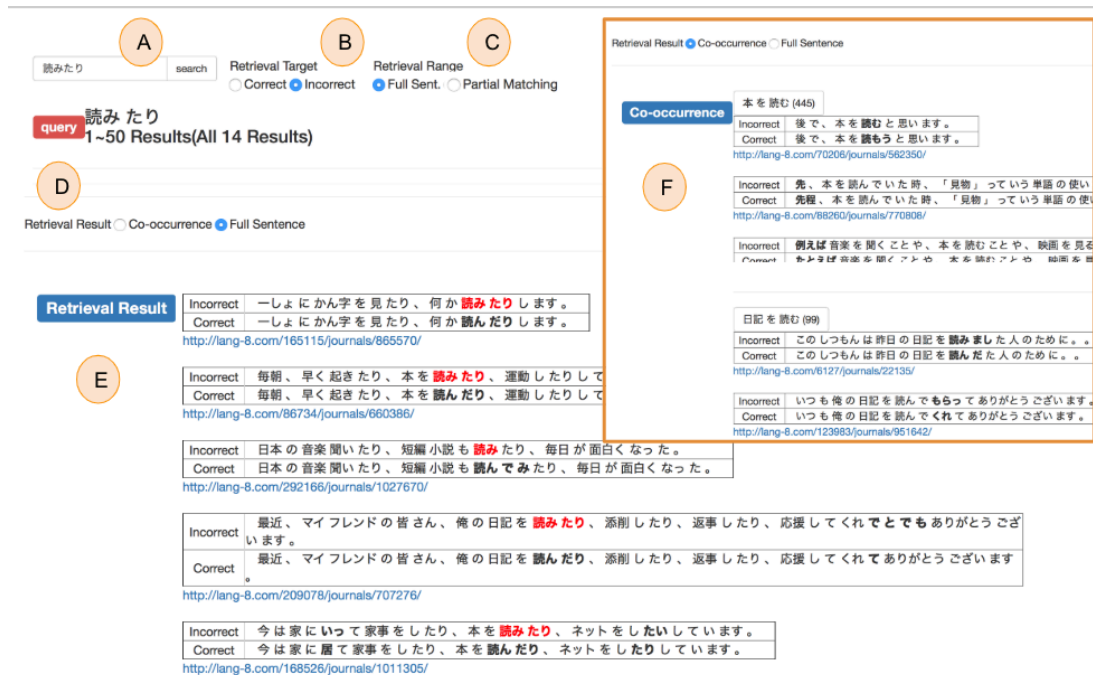 A
B
C
読みたり
search
Retrieval Target
Retrieval Range
Correct Incorrect
Full Sent. Partial Matching
query
読み たり
1~50 Results(All 14 Results)
D
Retrieval Result Co-occurrence Full Sentence
Retrieval Result
E
Incorrect 一しょ に かん字 を 見 たり 、 何 か 読み たり し ます 。
Correct 一しょ に かん字 を 見 たり 、 何 か 読ん だり し ます 。
http://lang-8.com/165115/journals/865570/
Incorrect 毎朝 、 早く 起き たり 、 本 を 読み たり 、 運動 し たり し て
Correct 毎朝 、 早く 起き たり 、 本 を 読ん だり 、 運動 し たり し て
http://lang-8.com/86734/journals/660386/
Incorrect 日本 の 音楽 聞い たり 、 短編 小説 も 読み たり 、 毎日 が 面白く なっ た 。
Correct 日本 の 音楽 聞い たり 、 短編 小説 も 読ん で み たり 、 毎日 が 面白く なっ た 。
http://lang-8.com/292166/journals/1027670/
Incorrect 最近 、 マイ フレンド の 皆 さん 、 俺 の 日記 を 読み たり 、 添削 し たり 、 返事 し たり 、 応援 し て くれ で と で も ありがとう ござ
い ます 。
Correct 最近 、 マイ フレンド の 皆 さん 、 俺 の 日記 を 読ん だり 、 添削 し たり 、 返事 し たり 、 応援 し て くれ て ありがとう ござい ます
。
http://lang-8.com/209078/journals/707276/
Incorrect 今 は 家 に いっ て 家事 を し たり 、 本 を 読み たり 、 ネット を し たい し て い ます 。
Correct 今 は 家 に 居 て 家事 を し たり 、 本 を 読ん だり 、 ネット を し たり し て い ます 。
http://lang-8.com/168526/journals/1011305/
Retrieval Result Co-occurrence Full Sentence
Co-occurrence
F
本 を 読む (445)
Incorrect 後 で 、 本 を 読む と 思い ます 。
Correct 後 で 、 本 を 読もう と 思い ます 。
http://lang-8.com/70206/journals/562350/
Incorrect 先 、 本 を 読ん で い た 時 、 「 見物 」 って いう 単語 の 使い
Correct 先程 、 本 を 読ん で い た 時 、 「 見物 」 って いう 単語 の 使い
http://lang-8.com/88260/journals/770808/
Incorrect 例えば 音楽 を 聞く こと や 、 本 を 読む こと や 、 映画 を 見る
Correct たとえば 音楽 を 聞く こと や 、 本 を 読む こと や 、 映画 を 見
日記 を 読む (99)
Incorrect この しつもん は 昨日 の 日記 を 読み まし た 人 の ため に 。 。
Correct この しつもん は 昨日 の 日記 を 読ん だ た 人 の ため に 。 。
http://lang-8.com/6127/journals/22135/
Incorrect いつ も 俺 の 日記 を 読ん で もらっ て ありがとう ござい ます 。
Correct いつ も 俺 の 日記 を 読ん で くれ て ありがとう ござい ます 。
http://lang-8.com/123983/journals/951642/